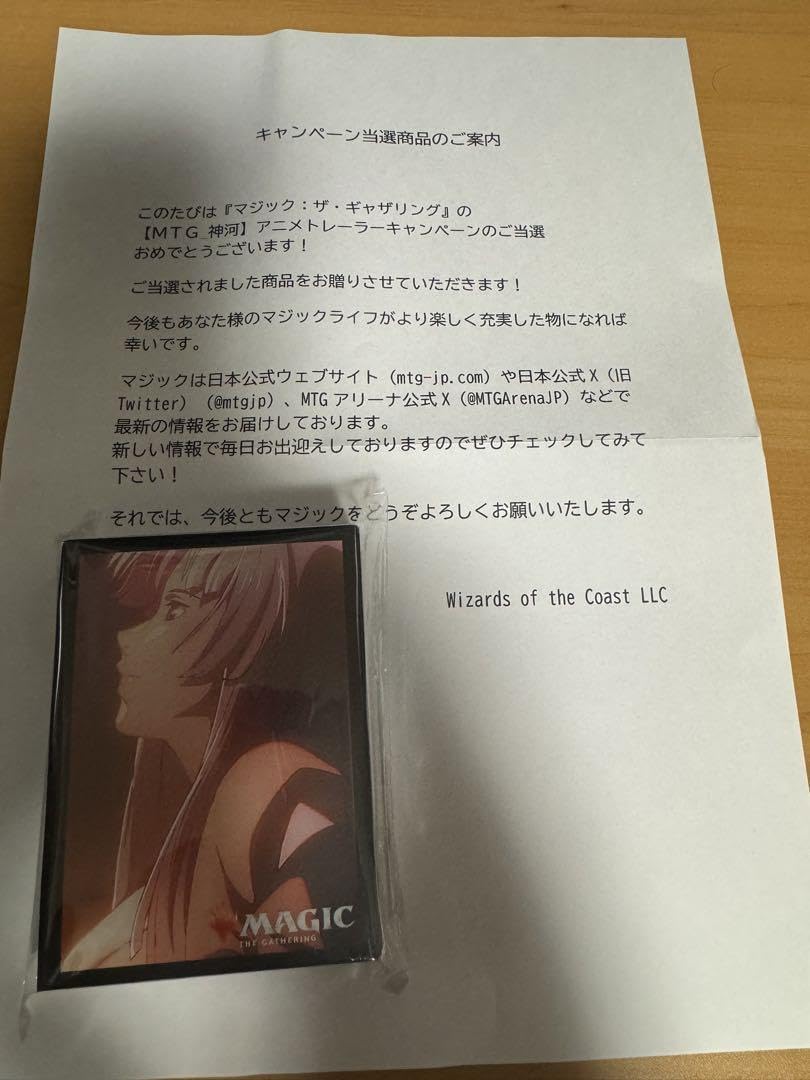 キャンペーン当選商品のご案内
このたびは『マジック：ザ・ギャザリング』の
【ＭＴＧ_神河】アニメトレーラーキャンペーンのご当選
おめでとうございます！
ご当選されました商品をお贈りさせていただきます！
今後もあなた様のマジックライフがより楽しく充実した物になれば
幸いです。
マジックは日本公式ウェブサイト（mtg-jp.com）や日本公式 X（旧
Twitter）（@mtgjp）、MTG アリーナ公式 X（@MTGArenaJP）などで
最新の情報をお届けしております。
新しい情報で毎日お出迎えしておりますのでぜひチェックしてみて
下さい！
それでは、今後ともマジックをどうぞよろしくお願いいたします。
Wizards of the Coast LLC
MAGIC
THE GATHERING